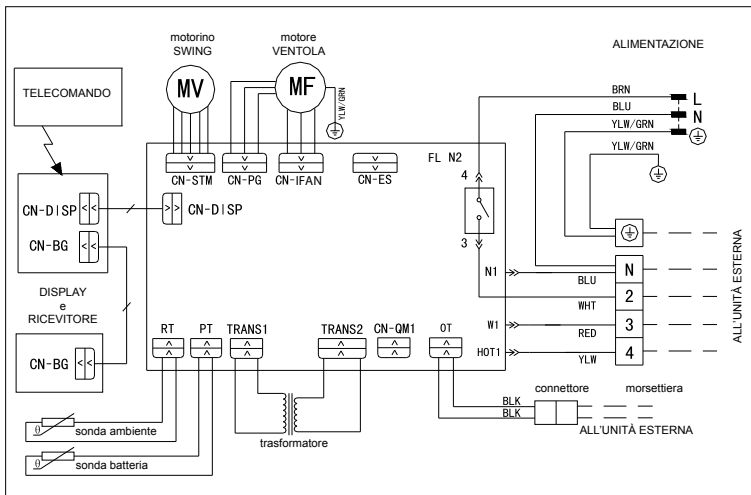 motorino
SWING
motore
VENTOLA
ALIMENTAZIONE
TELECOMANDO
MV
MF
YLW/GRN
BRN
L
BLU
N
YLW/GRN
YLW/GRN
CN-STM
CN-PG
CN-IFAN
CN-ES
FL N2
4
3
CN-DISP
CN-DISP
CN-BG
DISPLAY
e
RICEVITORE
CN-BG
N1
BLU
N
WHT
2
W1
RED
3
HOT1
YLW
4
ALL'UNITÀ ESTERNA
RT
PT
TRANS1
TRANS2
CN-QM1
OT
θ
sonda ambiente
θ
sonda batteria
trasformatore
BLK
BLK
connettore
morsettiera
ALL'UNITÀ ESTERNA